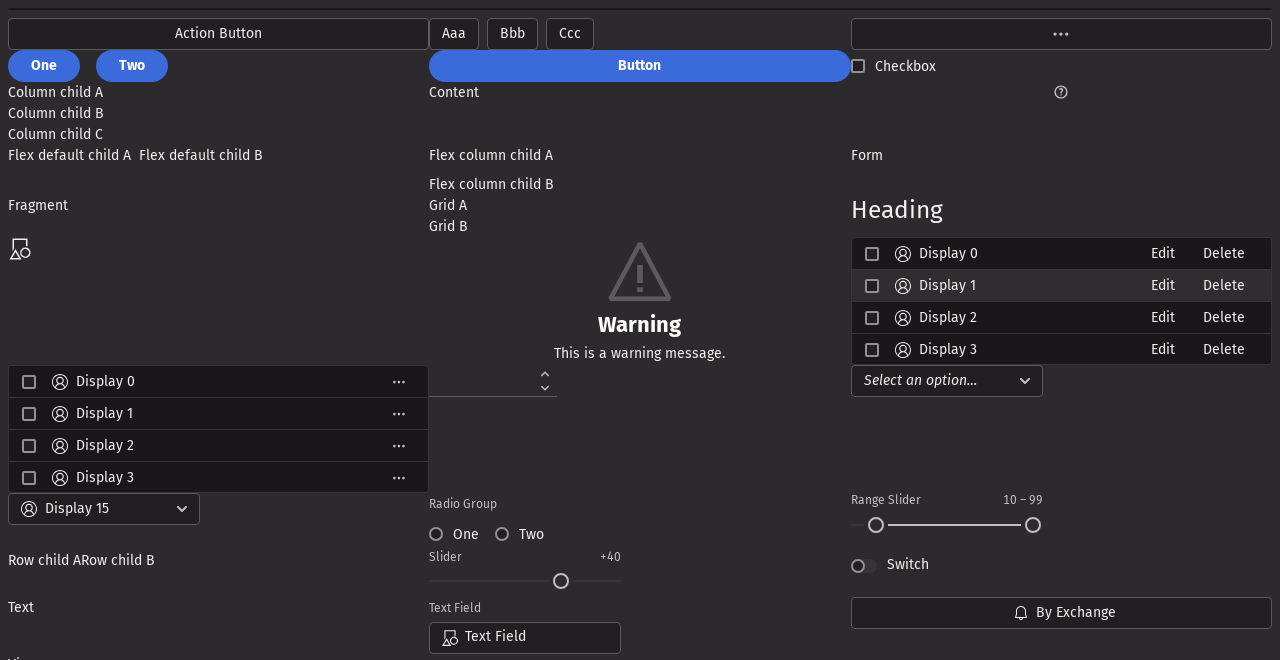 Action Button
Aaa Bbb Ccc
One Two
Button
Checkbox
Column child A
Column child B
Column child C
Content
Flex default child A Flex default child B
Flex column child A
Flex column child B
Form
Fragment
Grid A
Grid B
Heading
Display 0 Edit Delete
Display 1 Edit Delete
Display 2 Edit Delete
Display 3 Edit Delete
Warning
This is a warning message.
Display 0
Display 1
Display 2
Display 3
Select an option...
Display 15
Radio Group
One Two
Range Slider 10 – 99
Row child ARow child B
Slider +40
Switch
Text
Text Field
Text Field
By Exchange